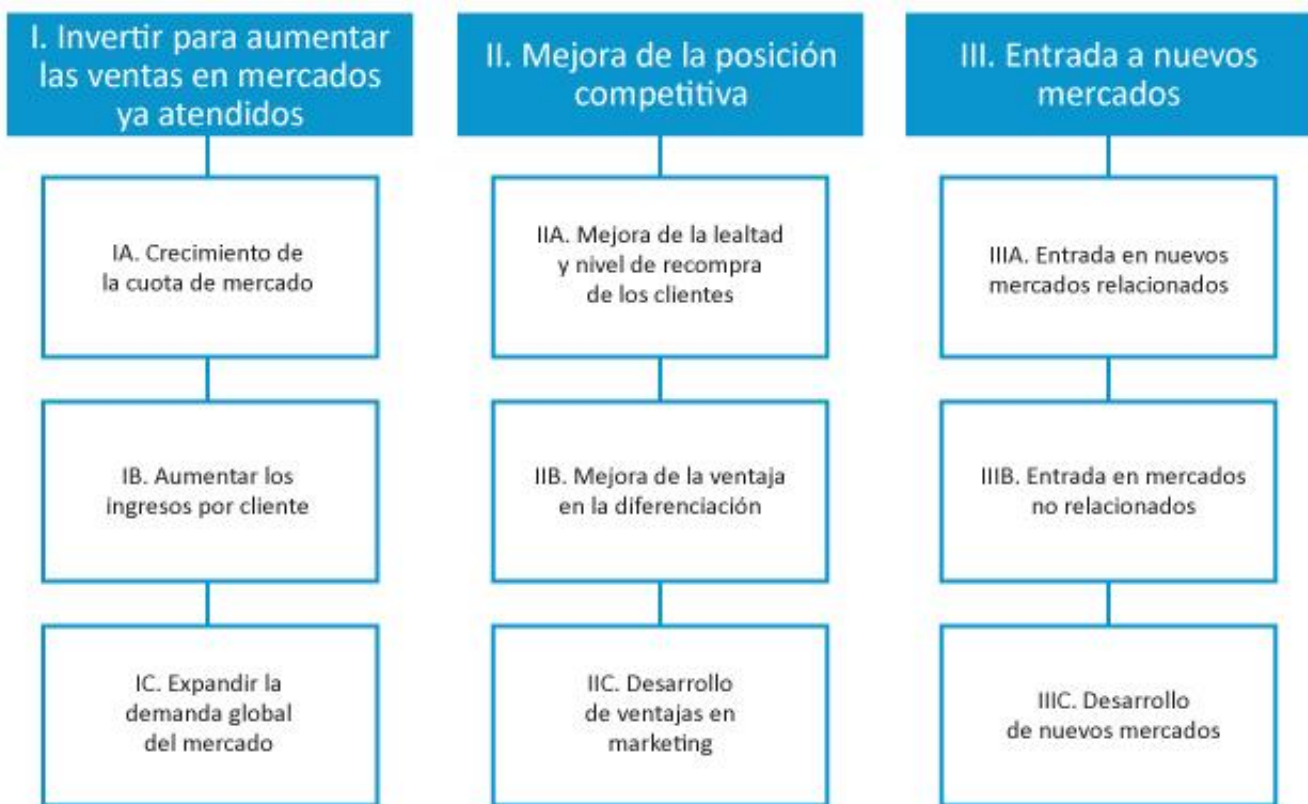 I. Invertir para aumentar
las ventas en mercados
ya atendidos
IA. Crecimiento de
la cuota de mercado
IB. Aumentar los
ingresos por cliente
IC. Expandir la
demanda global
del mercado
II. Mejora de la posición
competitiva
IIA. Mejora de la lealtad
y nivel de recompra
de los clientes
IIB. Mejora de la ventaja
en la diferenciación
IIC. Desarrollo
de ventajas en
marketing
III. Entrada a nuevos
mercados
IIIA. Entrada en nuevos
mercados relacionados
IIIB. Entrada en mercados
no relacionados
IIIC. Desarrollo
de nuevos mercados